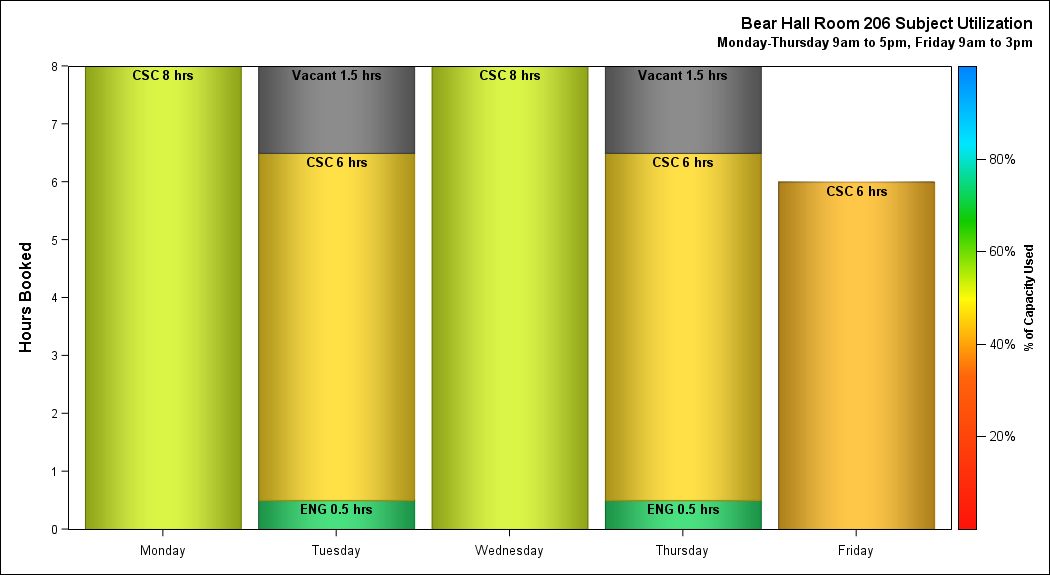 Bear Hall Room 206 Subject Utilization
Monday-Thursday 9am to 5pm, Friday 9am to 3pm
Hours Booked
8
7
6
5
4
3
2
1
0
CSC 8 hrs
Vacant 1.5 hrs
CSC 6 hrs
ENG 0.5 hrs
CSC 8 hrs
Vacant 1.5 hrs
CSC 6 hrs
ENG 0.5 hrs
CSC 6 hrs
Monday
Tuesday
Wednesday
Thursday
Friday
80%
60%
40%
20%
% of Capacity Used